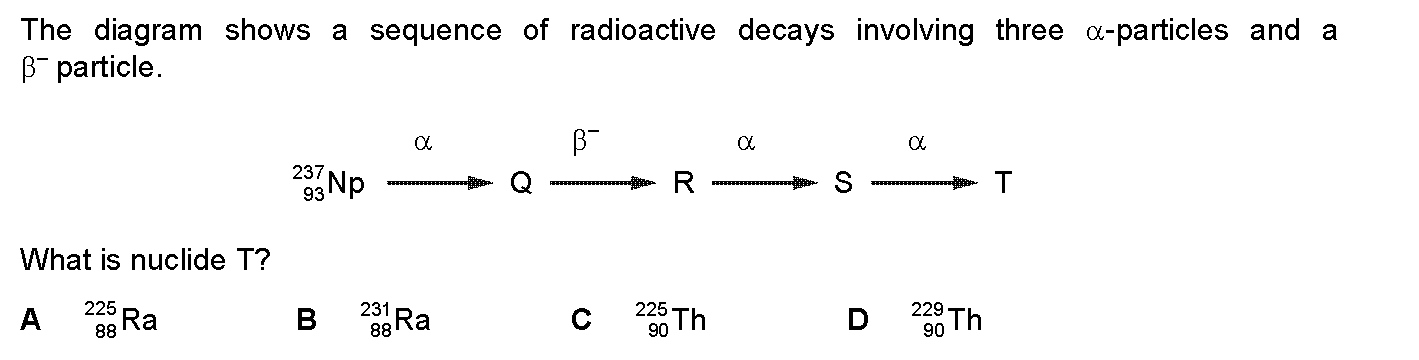 The diagram shows a sequence of radioactive decays involving three α-particles and a
β⁻ particle.
α β⁻ α α
²³⁷₉₃Np Q R S T
What is nuclide T?
A ²²⁵₈₈Ra B ²³¹₈₈Ra C ²²⁵₉₀Th D ²²⁹₉₀Th